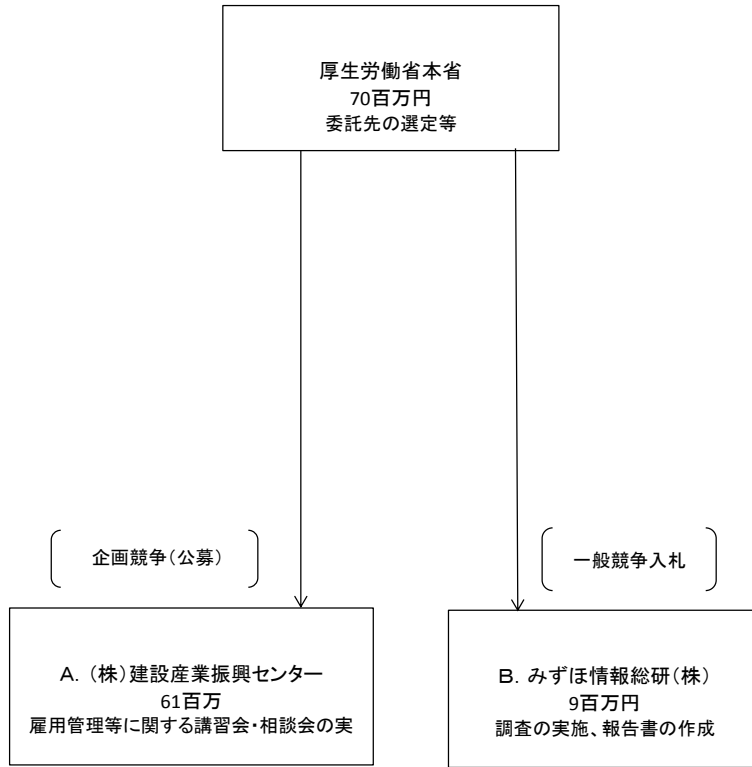 厚生労働省本省
70百万円
委託先の選定等
企画競争(公募)
一般競争入札
A. (株)建設産業振興センター
61百万
雇用管理等に関する講習会・相談会の実
B. みずほ情報総研(株)
9百万円
調査の実施、報告書の作成